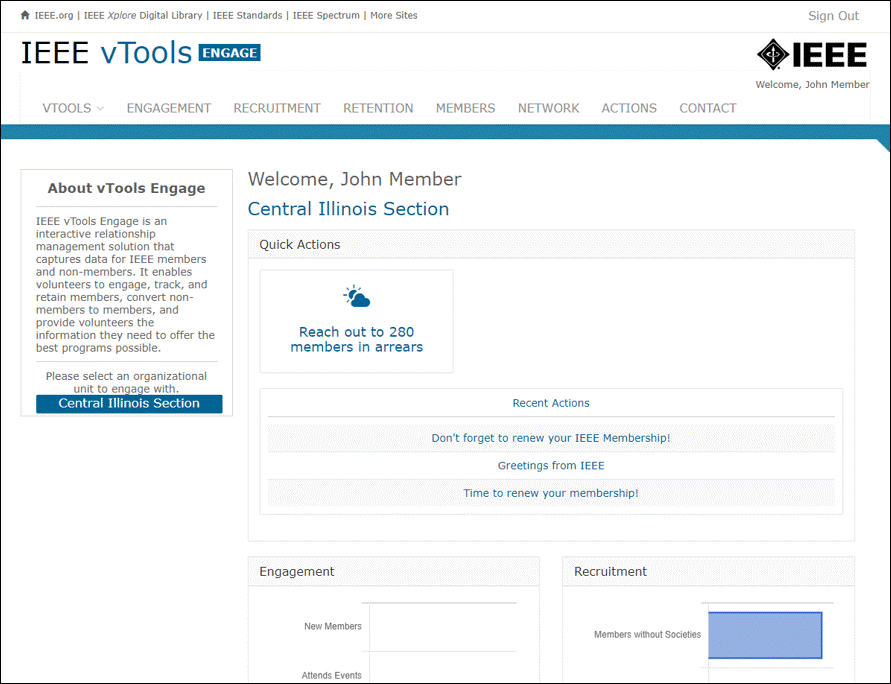 IEEE.org | IEEE Xplore Digital Library | IEEE Standards | IEEE Spectrum | More Sites
Sign Out
IEEE vTools ENGAGE
IEEE
Welcome, John Member
VTOOLS ENGAGEMENT RECRUITMENT RETENTION MEMBERS NETWORK ACTIONS CONTACT
About vTools Engage
IEEE vTools Engage is an
interactive relationship
management solution that
captures data for IEEE members
and non-members. It enables
volunteers to engage, track, and
retain members, convert non-
members to members, and
provide volunteers the
information they need to offer the
best programs possible.
Please select an organizational
unit to engage with.
Central Illinois Section
Welcome, John Member
Central Illinois Section
Quick Actions
Reach out to 280
members in arrears
Recent Actions
Don't forget to renew your IEEE Membership!
Greetings from IEEE
Time to renew your membership!
Engagement
New Members
Attends Events
Recruitment
Members without Societies